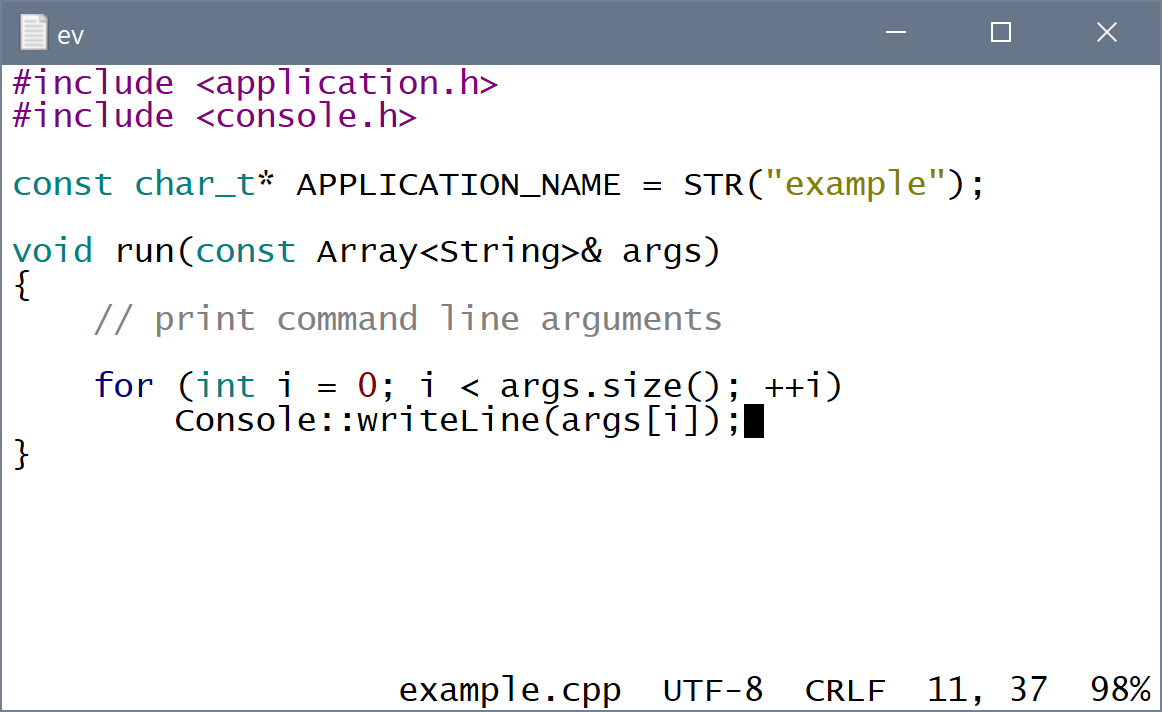 ev
#include <application.h>
#include <console.h>
const char_t* APPLICATION_NAME = STR("example");
void run(const Array<String>& args)
{
    // print command line arguments
    for (int i = 0; i < args.size(); ++i)
        Console::writeLine(args[i]);
}
example.cpp  UTF-8  CRLF  11, 37  98%